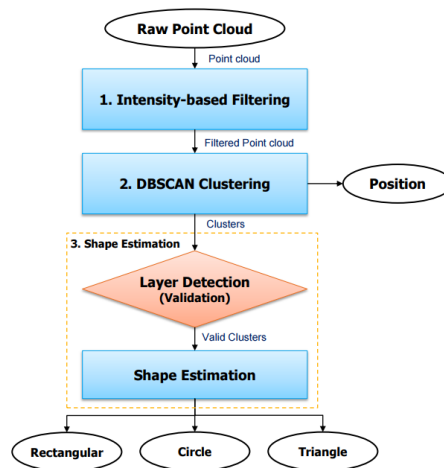 Raw Point Cloud
Point cloud
1. Intensity-based Filtering
Filtered Point cloud
2. DBSCAN Clustering
Position
Clusters
3. Shape Estimation
Layer Detection
(Validation)
Valid Clusters
Shape Estimation
Rectangular
Circle
Triangle